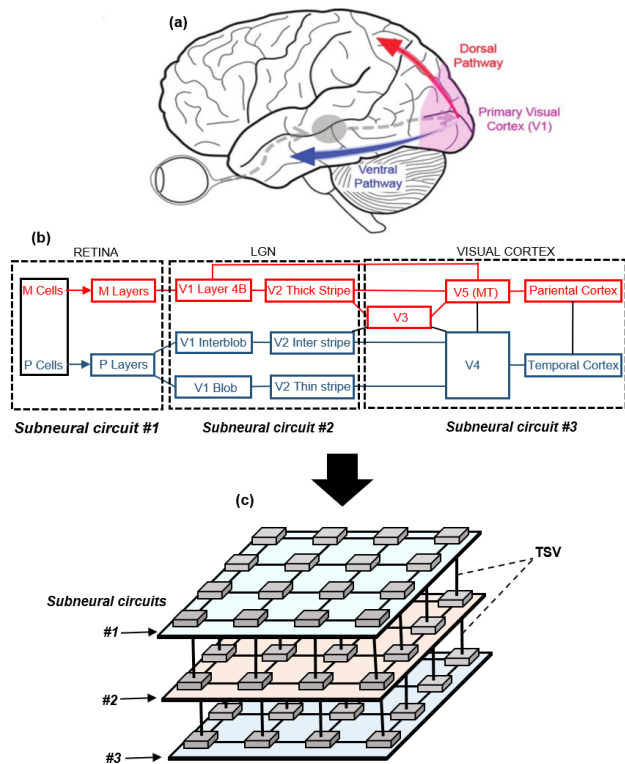 (a)
Dorsal
Pathway
Primary Visual
Cortex (V1)
Ventral
Pathway
(b)
RETINA
LGN
VISUAL CORTEX
M Cells
M Layers
V1 Layer 4B
V2 Thick Stripe
V5 (MT)
Pariental Cortex
V3
P Cells
P Layers
V1 Interblob
V2 Inter stripe
V4
Temporal Cortex
V1 Blob
V2 Thin stripe
Subneural circuit #1
Subneural circuit #2
Subneural circuit #3
(c)
TSV
Subneural circuits
#1
#2
#3